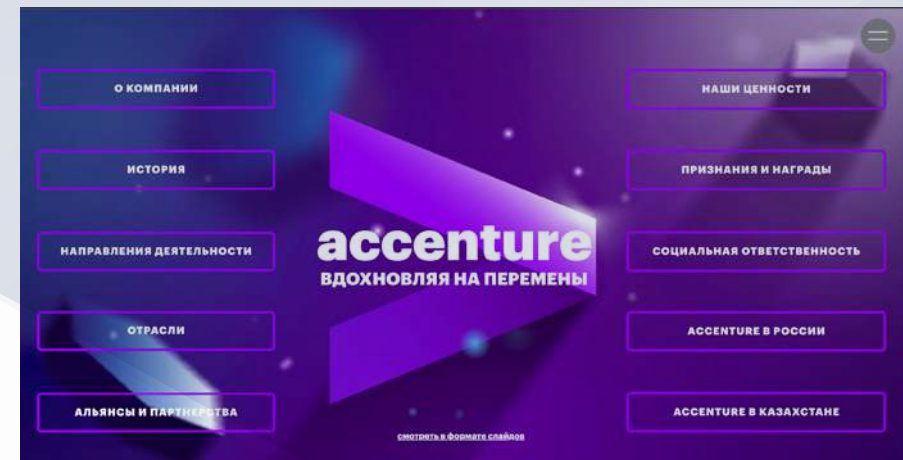 О КОМПАНИИ
ИСТОРИЯ
НАПРАВЛЕНИЯ ДЕЯТЕЛЬНОСТИ
ОТРАСЛИ
АЛЬЯНСЫ И ПАРТНЕРСТВА
accenture
ВДОХНОВЛЯЯ НА ПЕРЕМЕНЫ
смотреть в формате слайдов
НАШИ ЦЕННОСТИ
ПРИЗНАНИЯ И НАГРАДЫ
СОЦИАЛЬНАЯ ОТВЕТСТВЕННОСТЬ
ACCENTURE В РОССИИ
ACCENTURE В КАЗАХСТАНЕ